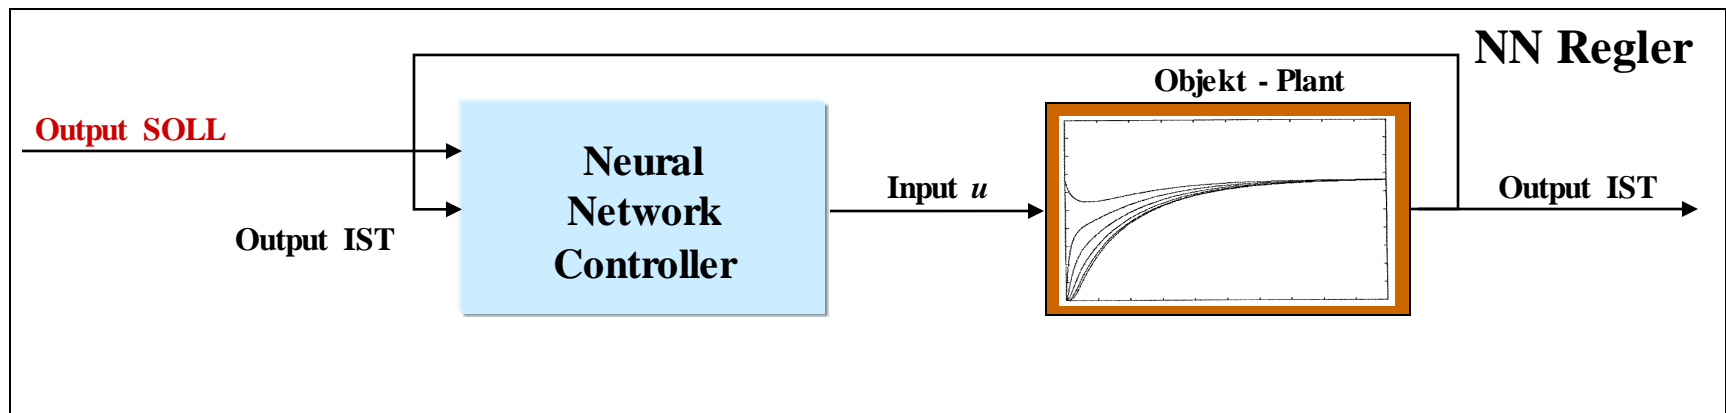 NN Regler
Objekt - Plant
Output SOLL
Neural
Network
Controller
Input u
Output IST
Output IST